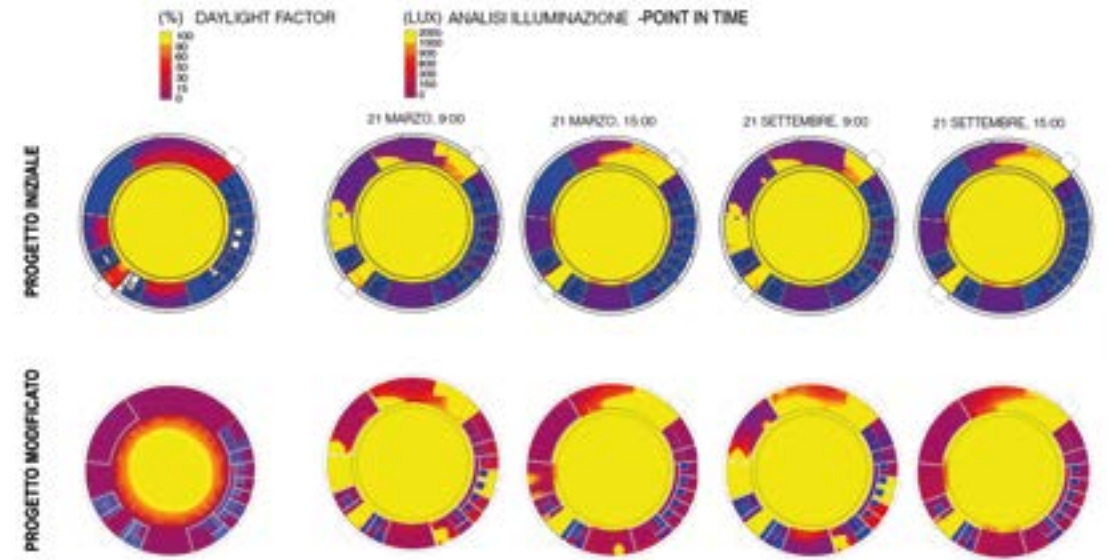 (%) DAYLIGHT FACTOR
(LUX) ANALISI ILLUMINAZIONE -POINT IN TIME
21 MARZO, 9:00
21 MARZO, 15:00
21 SETTEMBRE, 9:00
21 SETTEMBRE, 15:00
PROGETTO INIZIALE
PROGETTO MODIFICATO